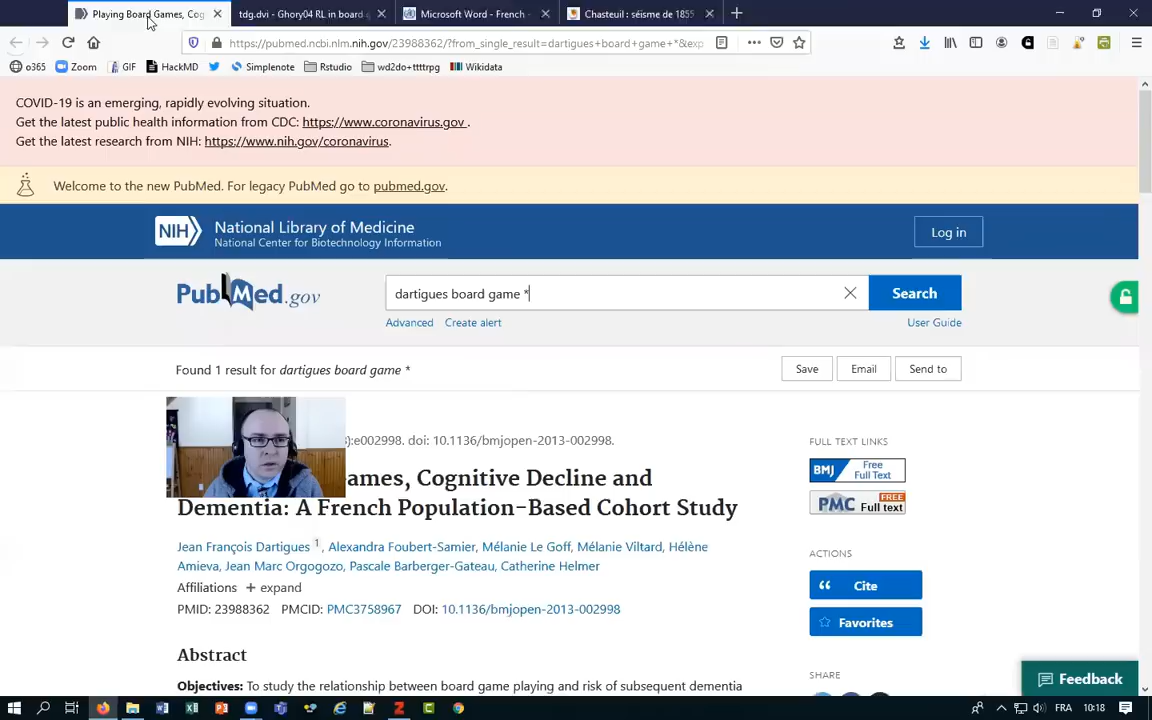 Playing Board Games, Cog
tdg.dvi - Ghory04 RL in board g
Microsoft Word - French -
Chasteuil : séisme de 1855
https://pubmed.ncbi.nlm.nih.gov/23988362/?from_single_result=dartigues+board+game+*&exp
o365
Zoom
GIF
HackMD
Simplenote
Rstudio
wd2do+ttttrpg
Wikidata
COVID-19 is an emerging, rapidly evolving situation.
Get the latest public health information from CDC: https://www.coronavirus.gov .
Get the latest research from NIH: https://www.nih.gov/coronavirus.
Welcome to the new PubMed. For legacy PubMed go to pubmed.gov.
NIH
National Library of Medicine
National Center for Biotechnology Information
Log in
PubMed.gov
dartigues board game *
Search
Advanced
Create alert
User Guide
Found 1 result for dartigues board game *
Save
Email
Send to
):e002998. doi: 10.1136/bmjopen-2013-002998.
ames, Cognitive Decline and
Dementia: A French Population-Based Cohort Study
Jean François Dartigues 1 , Alexandra Foubert-Samier, Mélanie Le Goff, Mélanie Viltard, Hélène
Amieva, Jean Marc Orgogozo, Pascale Barberger-Gateau, Catherine Helmer
Affiliations + expand
PMID: 23988362 PMCID: PMC3758967 DOI: 10.1136/bmjopen-2013-002998
Abstract
Objectives: To study the relationship between board game playing and risk of subsequent dementia
FULL TEXT LINKS
BMJ Free
Full Text
PMC FREE
Full text
ACTIONS
Cite
Favorites
SHARE
Feedback
FRA
10:18